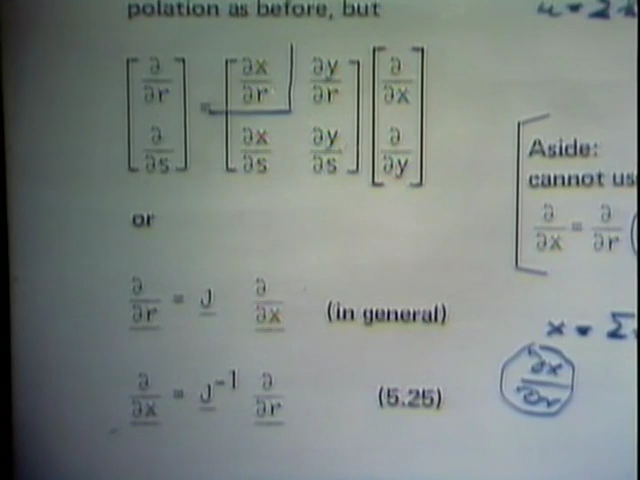 polation as before, but
[∂/∂r ; ∂/∂s] = [∂x/∂r ∂y/∂r ; ∂x/∂s ∂y/∂s] [∂/∂x ; ∂/∂y]
or
∂/∂r = J ∂/∂x (in general)
∂/∂x = J⁻¹ ∂/∂r (5.25)
Aside:
cannot us
∂/∂x = ∂/∂r (
x = Σ
∂x/∂r